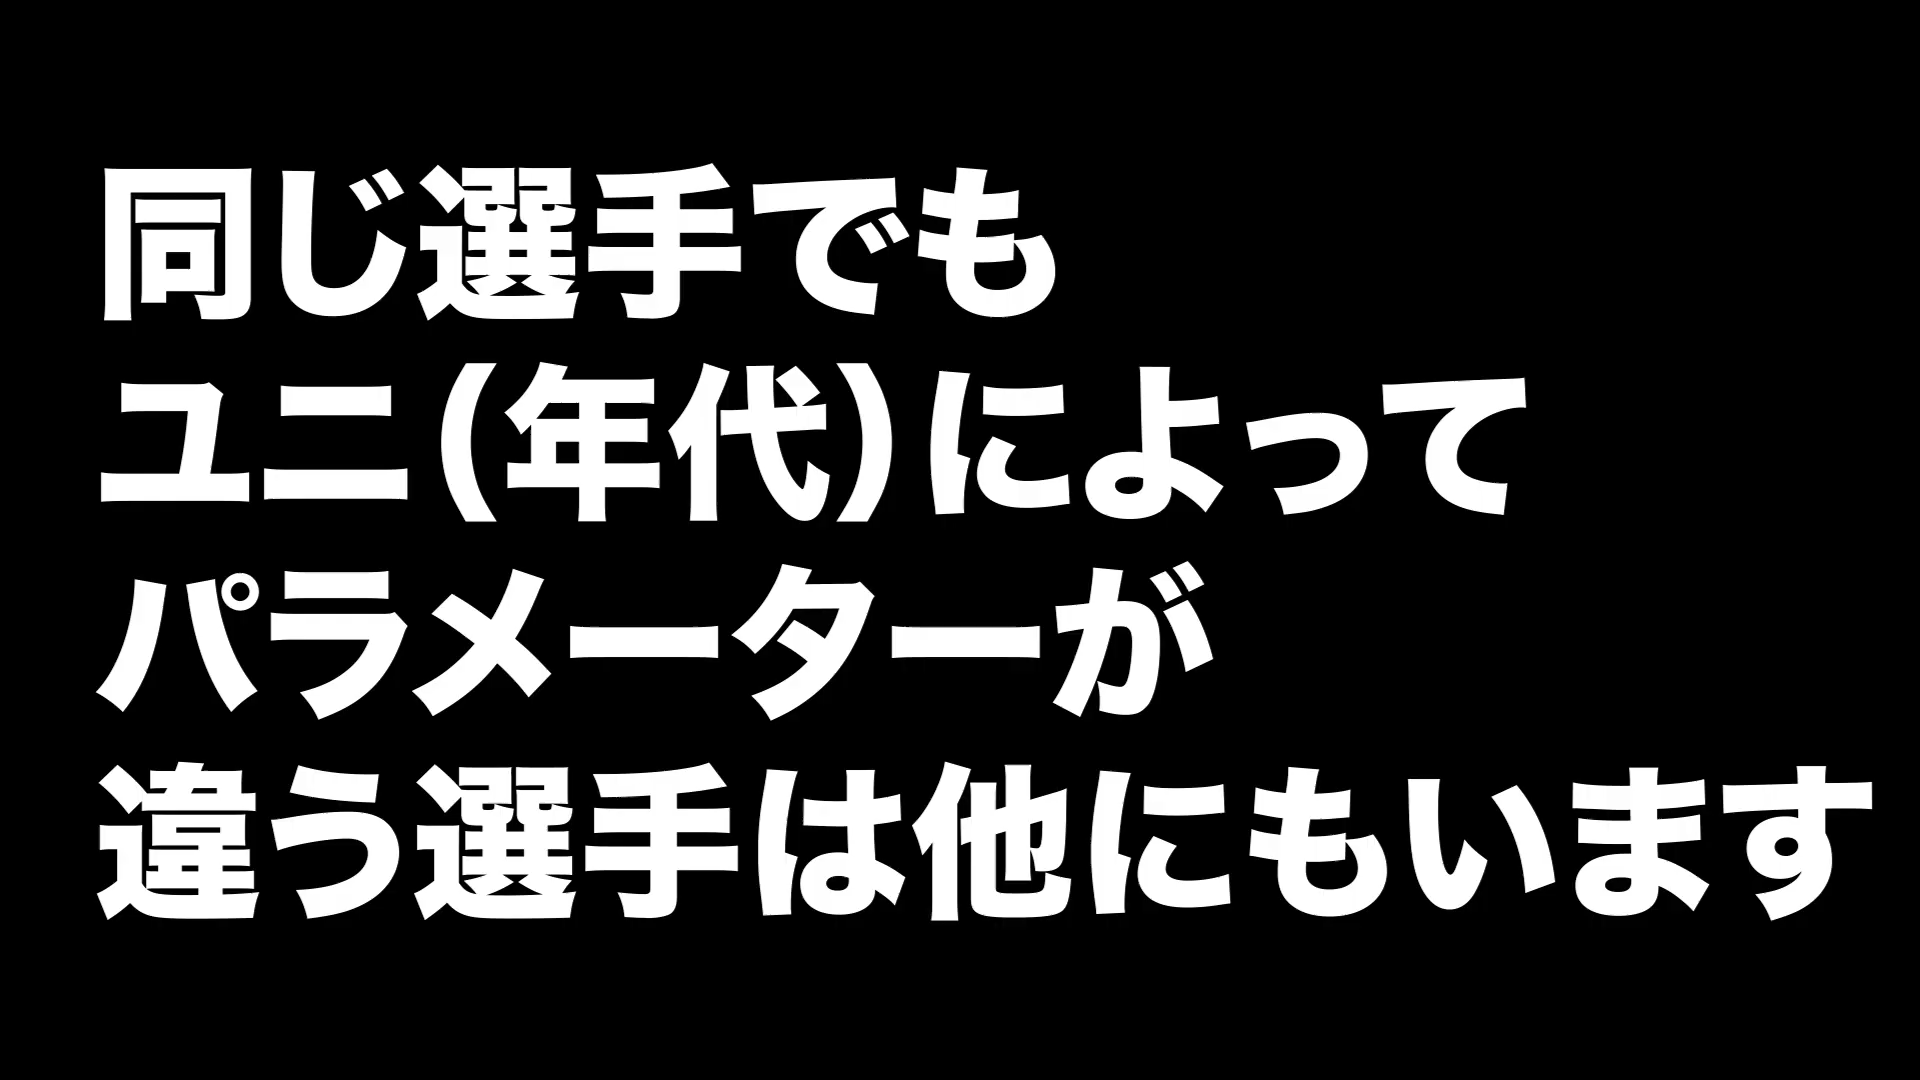 同じ選手でも
ユニ(年代)によって
パラメーターが
違う選手は他にもいます